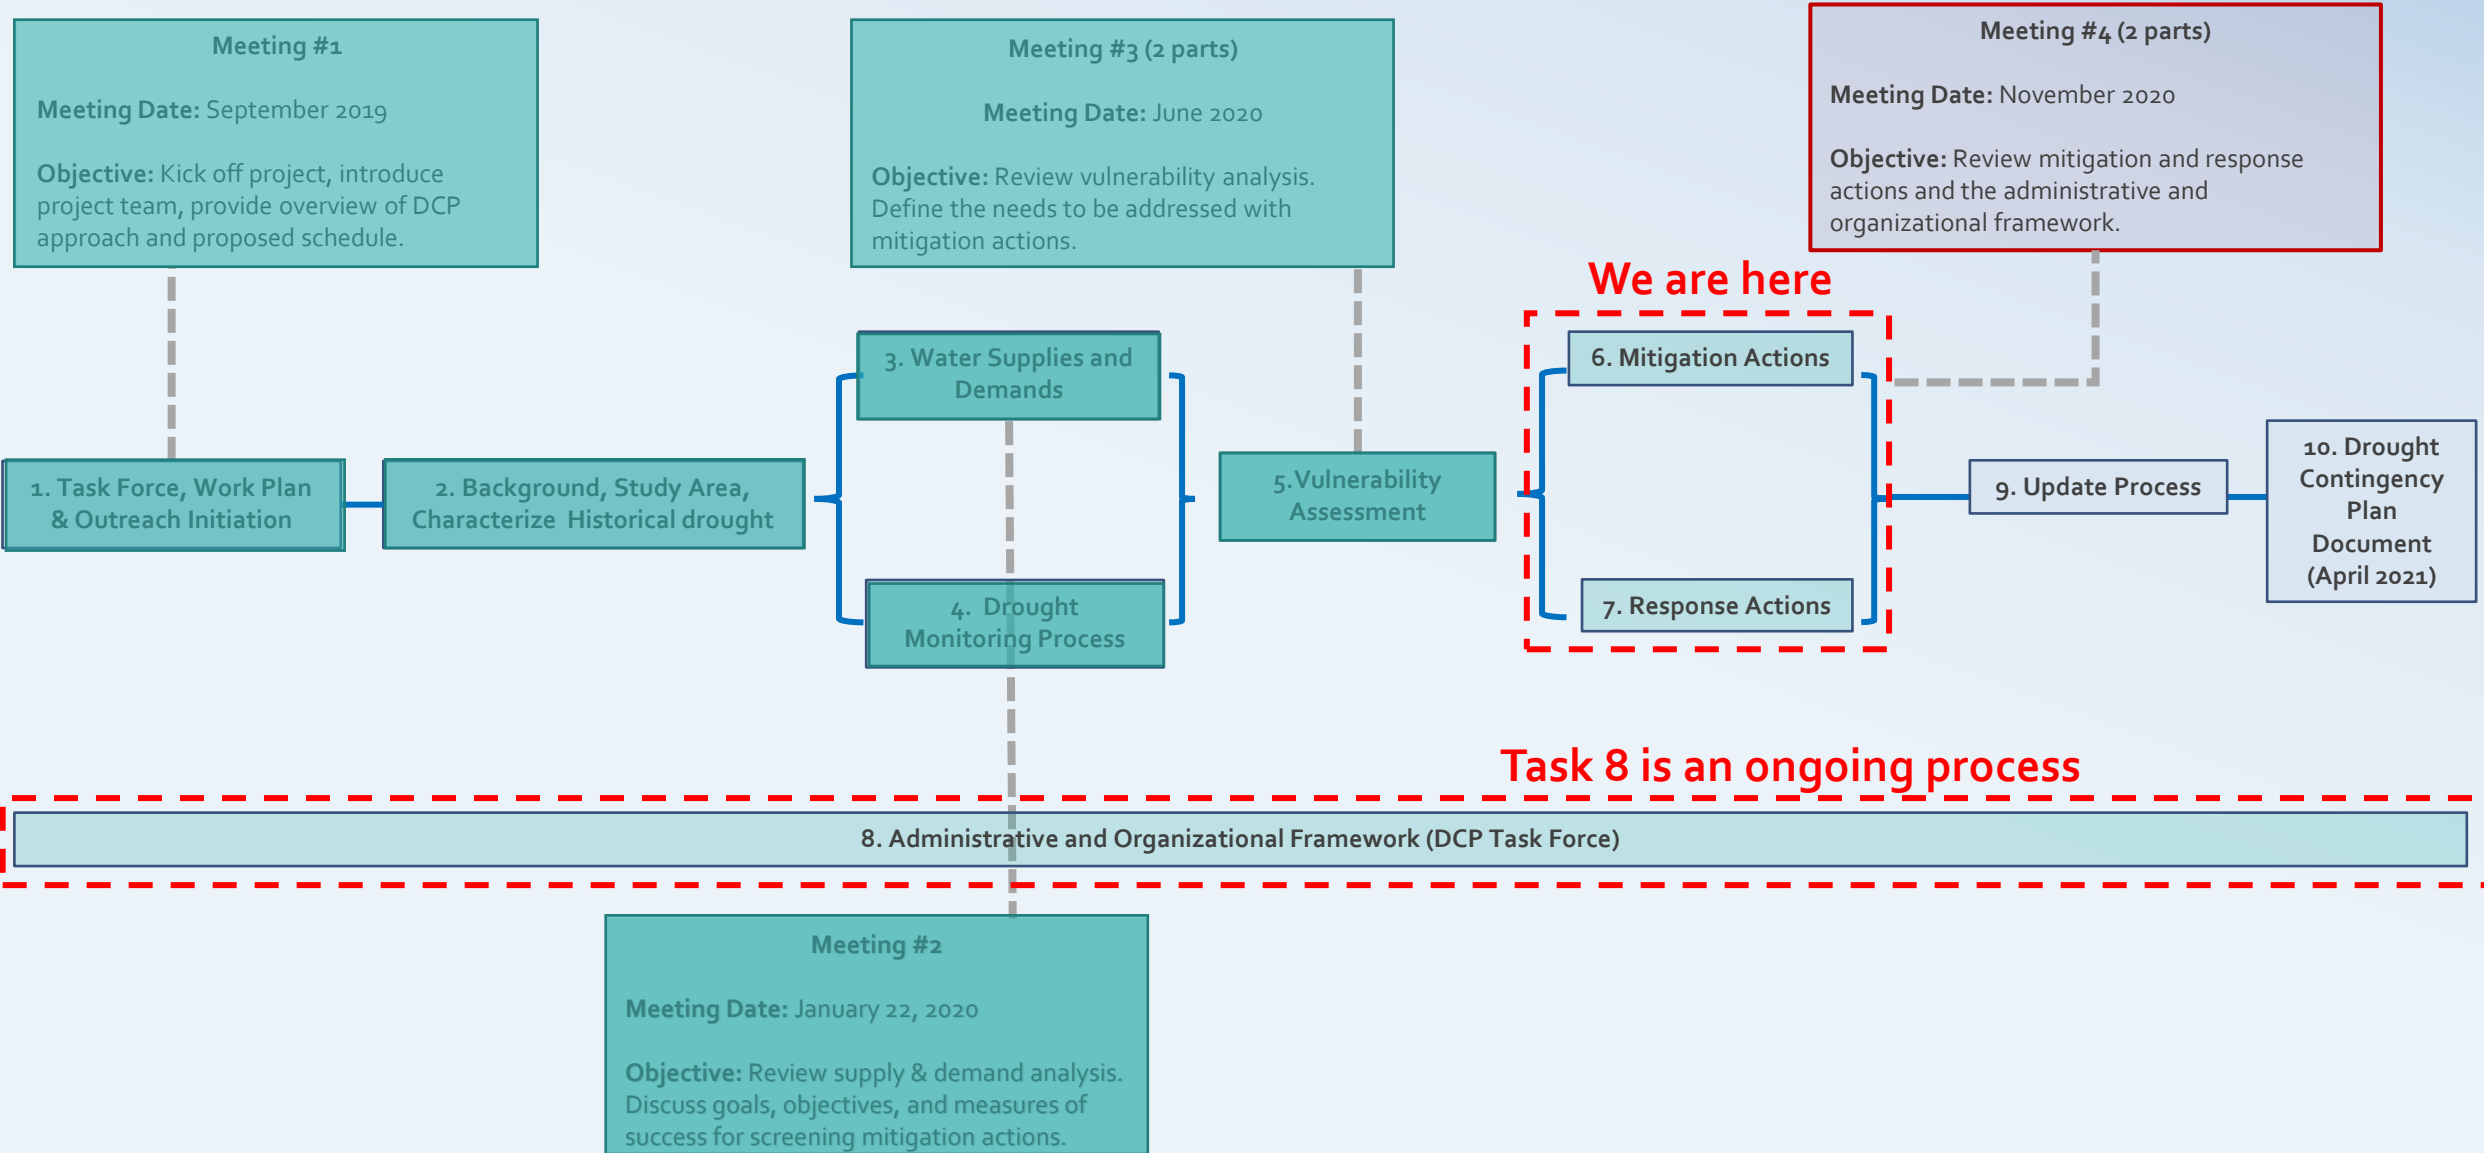 Meeting #1
Meeting Date: September 2019
Objective: Kick off project, introduce
project team, provide overview of DCP
approach and proposed schedule.
Meeting #3 (2 parts)
Meeting Date: June 2020
Objective: Review vulnerability analysis.
Define the needs to be addressed with
mitigation actions.
Meeting #4 (2 parts)
Meeting Date: November 2020
Objective: Review mitigation and response
actions and the administrative and
organizational framework.
We are here
1. Task Force, Work Plan
& Outreach Initiation
2. Background, Study Area,
Characterize  Historical drought
3. Water Supplies and
Demands
4.  Drought
Monitoring Process
5.Vulnerability
Assessment
6. Mitigation Actions
7. Response Actions
9. Update Process
10. Drought
Contingency
Plan
Document
(April 2021)
Task 8 is an ongoing process
8. Administrative and Organizational Framework (DCP Task Force)
Meeting #2
Meeting Date: January 22, 2020
Objective: Review supply & demand analysis.
Discuss goals, objectives, and measures of
success for screening mitigation actions.